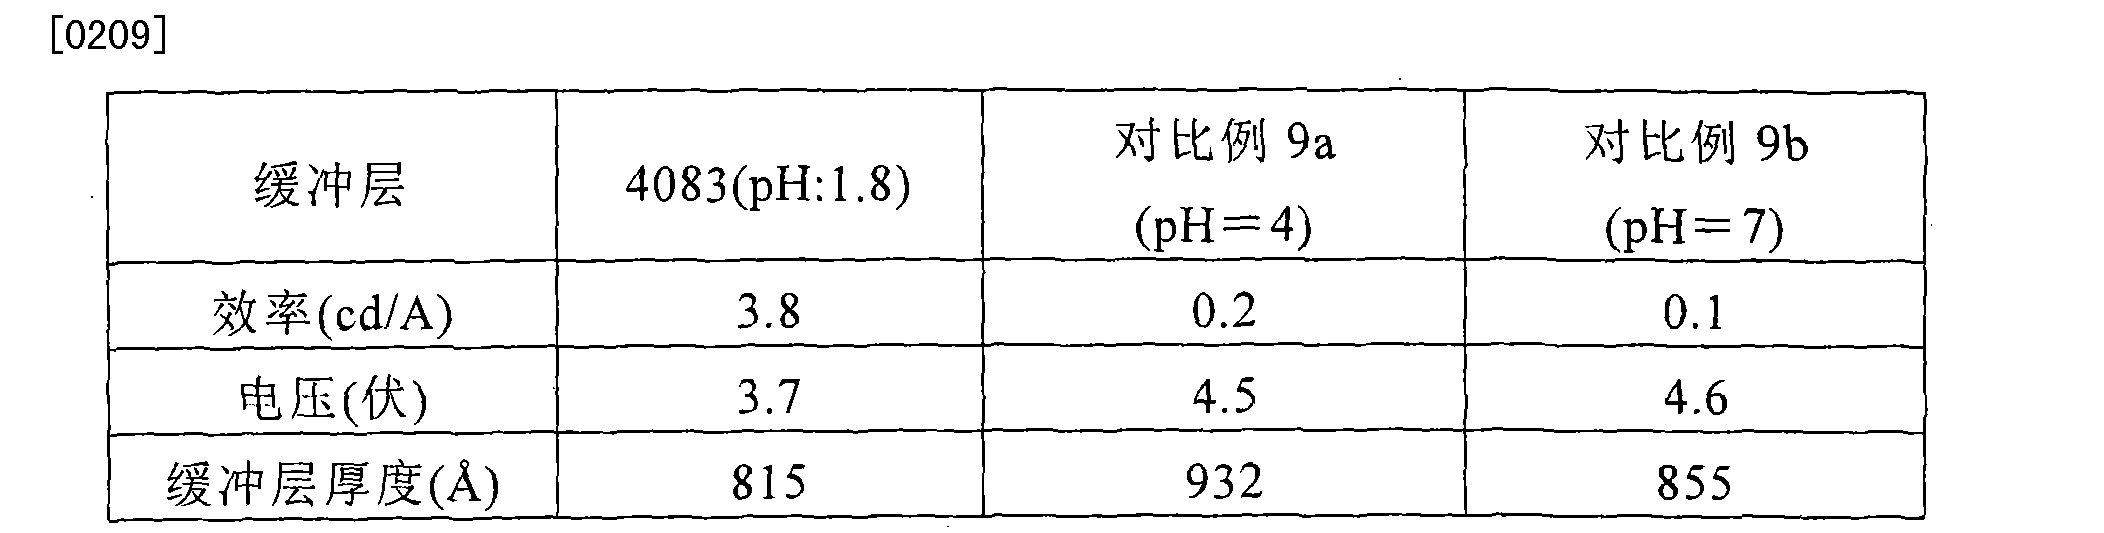 [0209]
缓冲层 4083(pH:1.8) 对比例 9a (pH=4) 对比例 9b (pH=7)
效率(cd/A) 3.8 0.2 0.1
电压(伏) 3.7 4.5 4.6
缓冲层厚度(Å) 815 932 855